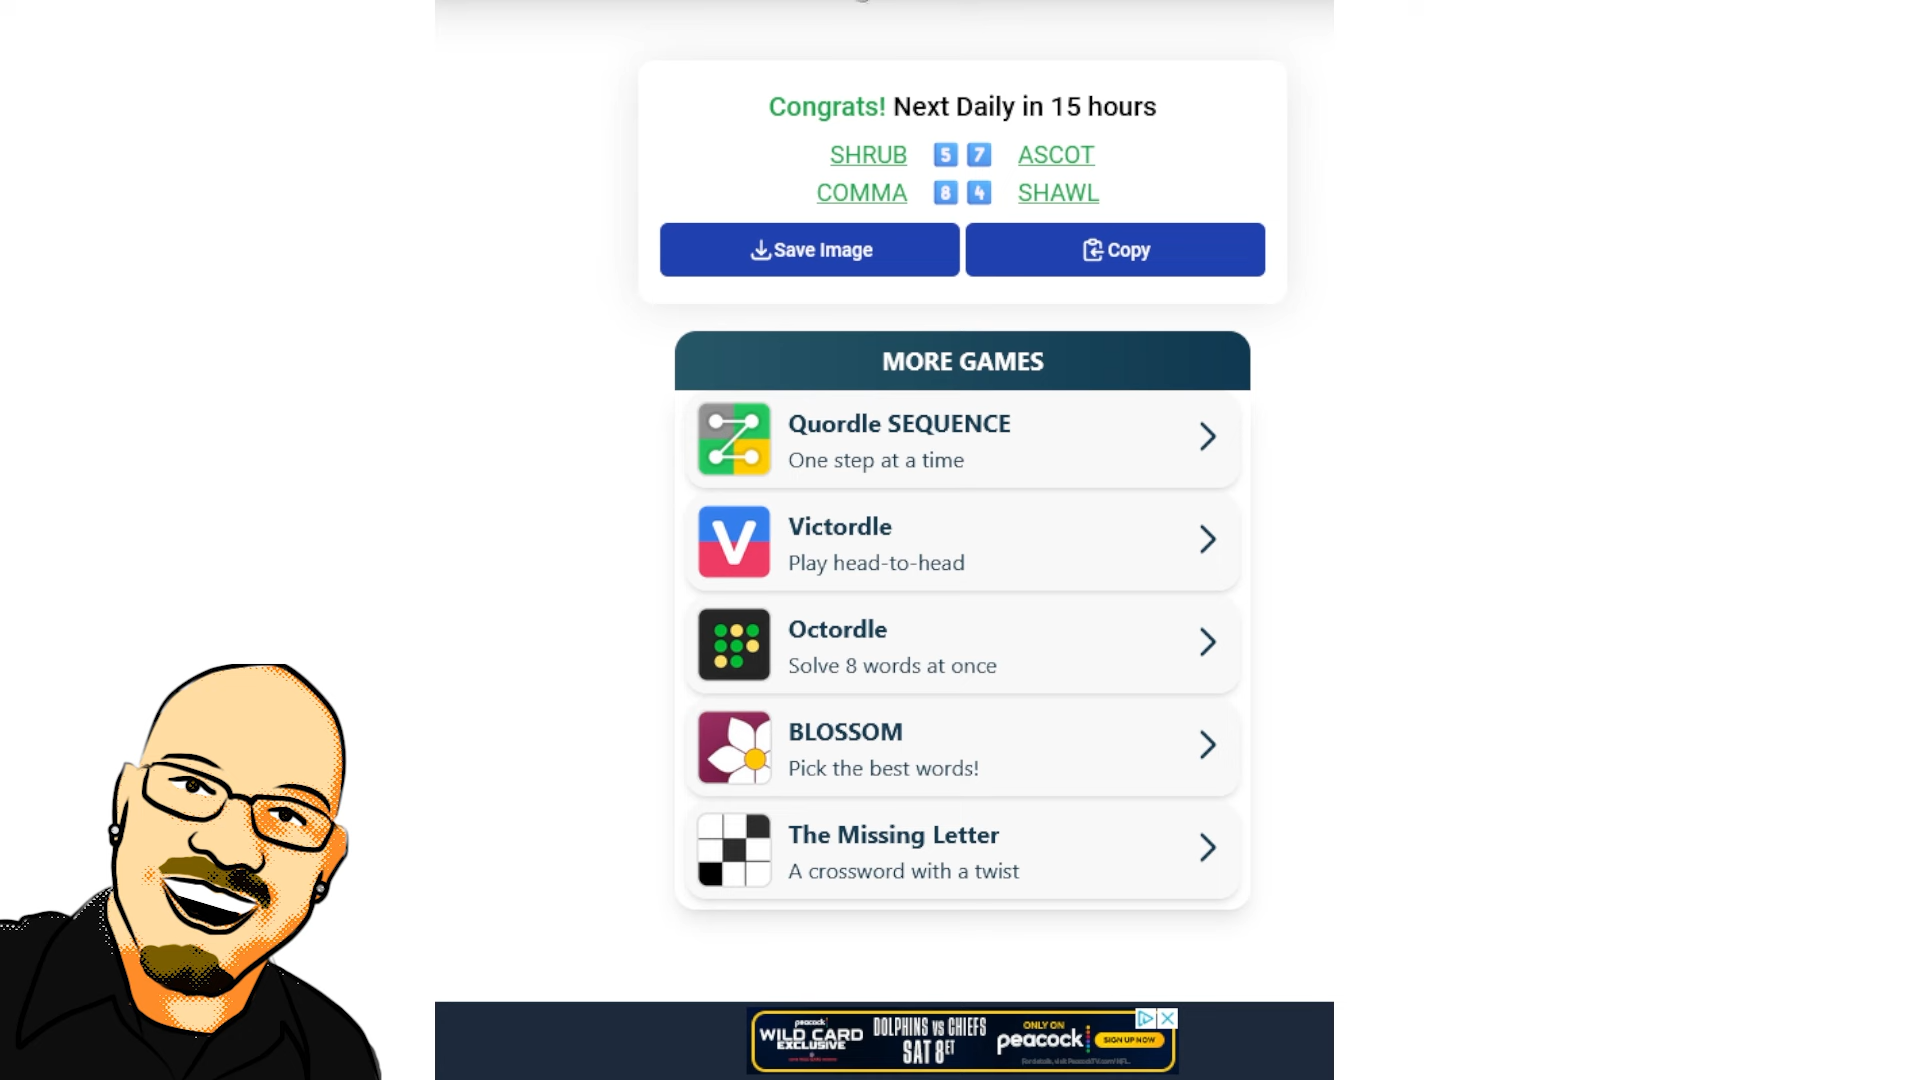 Congrats! Next Daily in 15 hours
SHRUB 5 7 ASCOT
COMMA 8 4 SHAWL
Save Image
Copy
MORE GAMES
Quordle SEQUENCE
One step at a time
V
Victordle
Play head-to-head
Octordle
Solve 8 words at once
BLOSSOM
Pick the best words!
The Missing Letter
A crossword with a twist
peacock
WILD CARD
EXCLUSIVE
DOLPHINS vs CHIEFS
SAT 8ET
ONLY ON
peacock
SIGN UP NOW